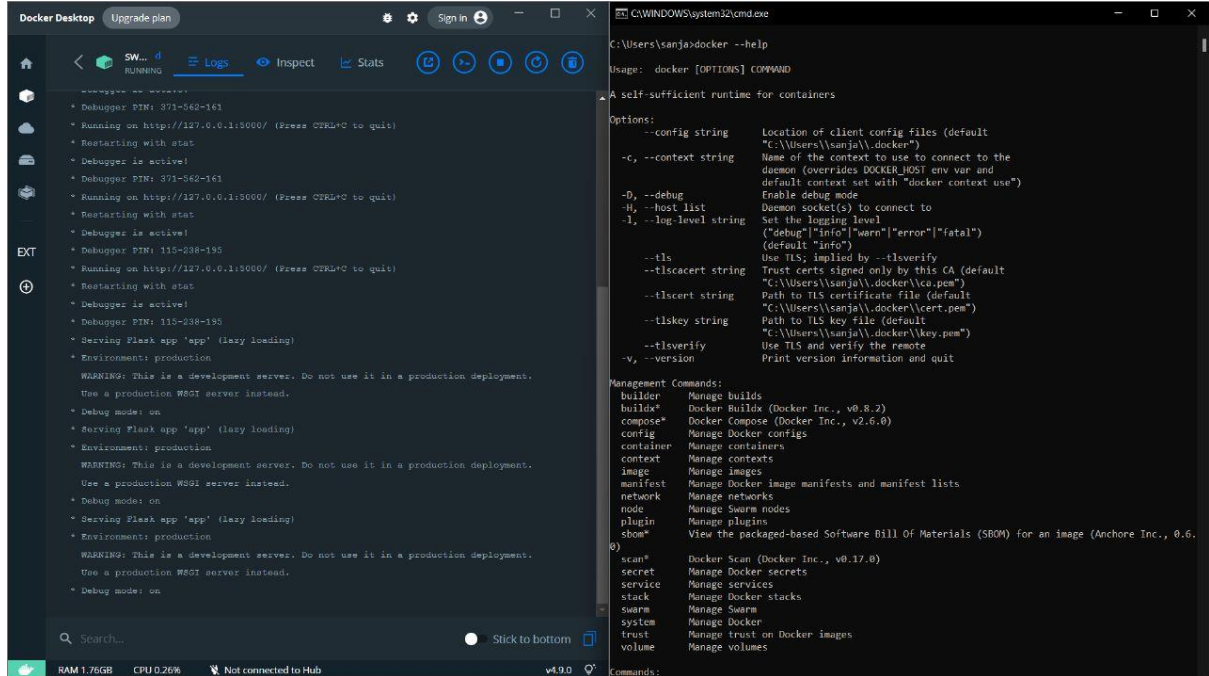 Docker Desktop Upgrade plan Sign in
SW... d
RUNNING
Logs Inspect Stats
* Debugger is active!
* Debugger PIN: 371-562-161
* Running on http://127.0.0.1:5000/ (Press CTRL+C to quit)
* Restarting with stat
* Debugger is active!
* Debugger PIN: 371-562-161
* Running on http://127.0.0.1:5000/ (Press CTRL+C to quit)
* Restarting with stat
* Debugger is active!
* Debugger PIN: 115-238-195
* Running on http://127.0.0.1:5000/ (Press CTRL+C to quit)
* Restarting with stat
* Debugger is active!
* Debugger PIN: 115-238-195
* Serving Flask app 'app' (lazy loading)
* Environment: production
WARNING: This is a development server. Do not use it in a production deployment.
Use a production WSGI server instead.
* Debug mode: on
* Serving Flask app 'app' (lazy loading)
* Environment: production
WARNING: This is a development server. Do not use it in a production deployment.
Use a production WSGI server instead.
* Debug mode: on
* Serving Flask app 'app' (lazy loading)
* Environment: production
WARNING: This is a development server. Do not use it in a production deployment.
Use a production WSGI server instead.
* Debug mode: on
EXT
Search...
Stick to bottom
RAM 1.76GB CPU 0.26% Not connected to Hub v4.9.0
C:\WINDOWS\system32\cmd.exe
C:\Users\sanja>docker --help
Usage: docker [OPTIONS] COMMAND
A self-sufficient runtime for containers
Options:
--config string Location of client config files (default
"C:\\Users\\sanja\\.docker")
-c, --context string Name of the context to use to connect to the
daemon (overrides DOCKER_HOST env var and
default context set with "docker context use")
-D, --debug Enable debug mode
-H, --host list Daemon socket(s) to connect to
-l, --log-level string Set the logging level
("debug"|"info"|"warn"|"error"|"fatal")
(default "info")
--tls Use TLS; implied by --tlsverify
--tlscacert string Trust certs signed only by this CA (default
"C:\\Users\\sanja\\.docker\\ca.pem")
--tlscert string Path to TLS certificate file (default
"C:\\Users\\sanja\\.docker\\cert.pem")
--tlskey string Path to TLS key file (default
"C:\\Users\\sanja\\.docker\\key.pem")
--tlsverify Use TLS and verify the remote
-v, --version Print version information and quit
Management Commands:
builder Manage builds
buildx* Docker Buildx (Docker Inc., v0.8.2)
compose* Docker Compose (Docker Inc., v2.6.0)
config Manage Docker configs
container Manage containers
context Manage contexts
image Manage images
manifest Manage Docker image manifests and manifest lists
network Manage networks
node Manage Swarm nodes
plugin Manage plugins
sbom* View the packaged-based Software Bill Of Materials (SBOM) for an image (Anchore Inc., 0.6.
0)
scan* Docker Scan (Docker Inc., v0.17.0)
secret Manage Docker secrets
service Manage services
stack Manage Docker stacks
swarm Manage Swarm
system Manage Docker
trust Manage trust on Docker images
volume Manage volumes
Commands: